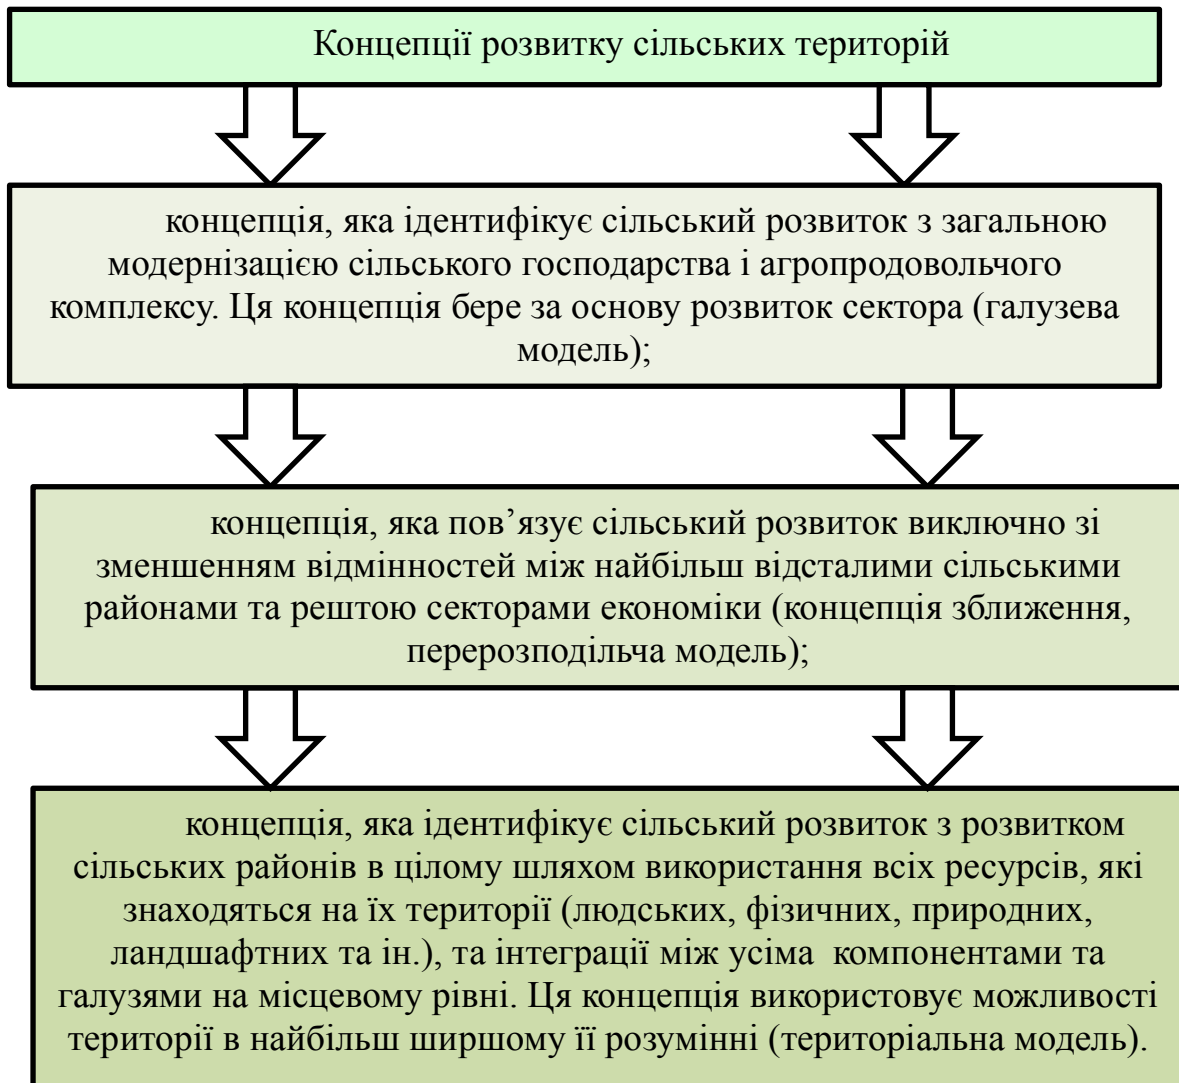 Концепції розвитку сільських територій
концепція, яка ідентифікує сільський розвиток з загальною
модернізацією сільського господарства і агропродовольчого
комплексу. Ця концепція бере за основу розвиток сектора (галузева
модель);
концепція, яка пов’язує сільський розвиток виключно зі
зменшенням відмінностей між найбільш відсталими сільськими
районами та рештою секторами економіки (концепція зближення,
перерозподільча модель);
концепція, яка ідентифікує сільський розвиток з розвитком
сільських районів в цілому шляхом використання всіх ресурсів, які
знаходяться на їх території (людських, фізичних, природних,
ландшафтних та ін.), та інтеграції між усіма компонентами та
галузями на місцевому рівні. Ця концепція використовує можливості
території в найбільш ширшому її розумінні (територіальна модель).